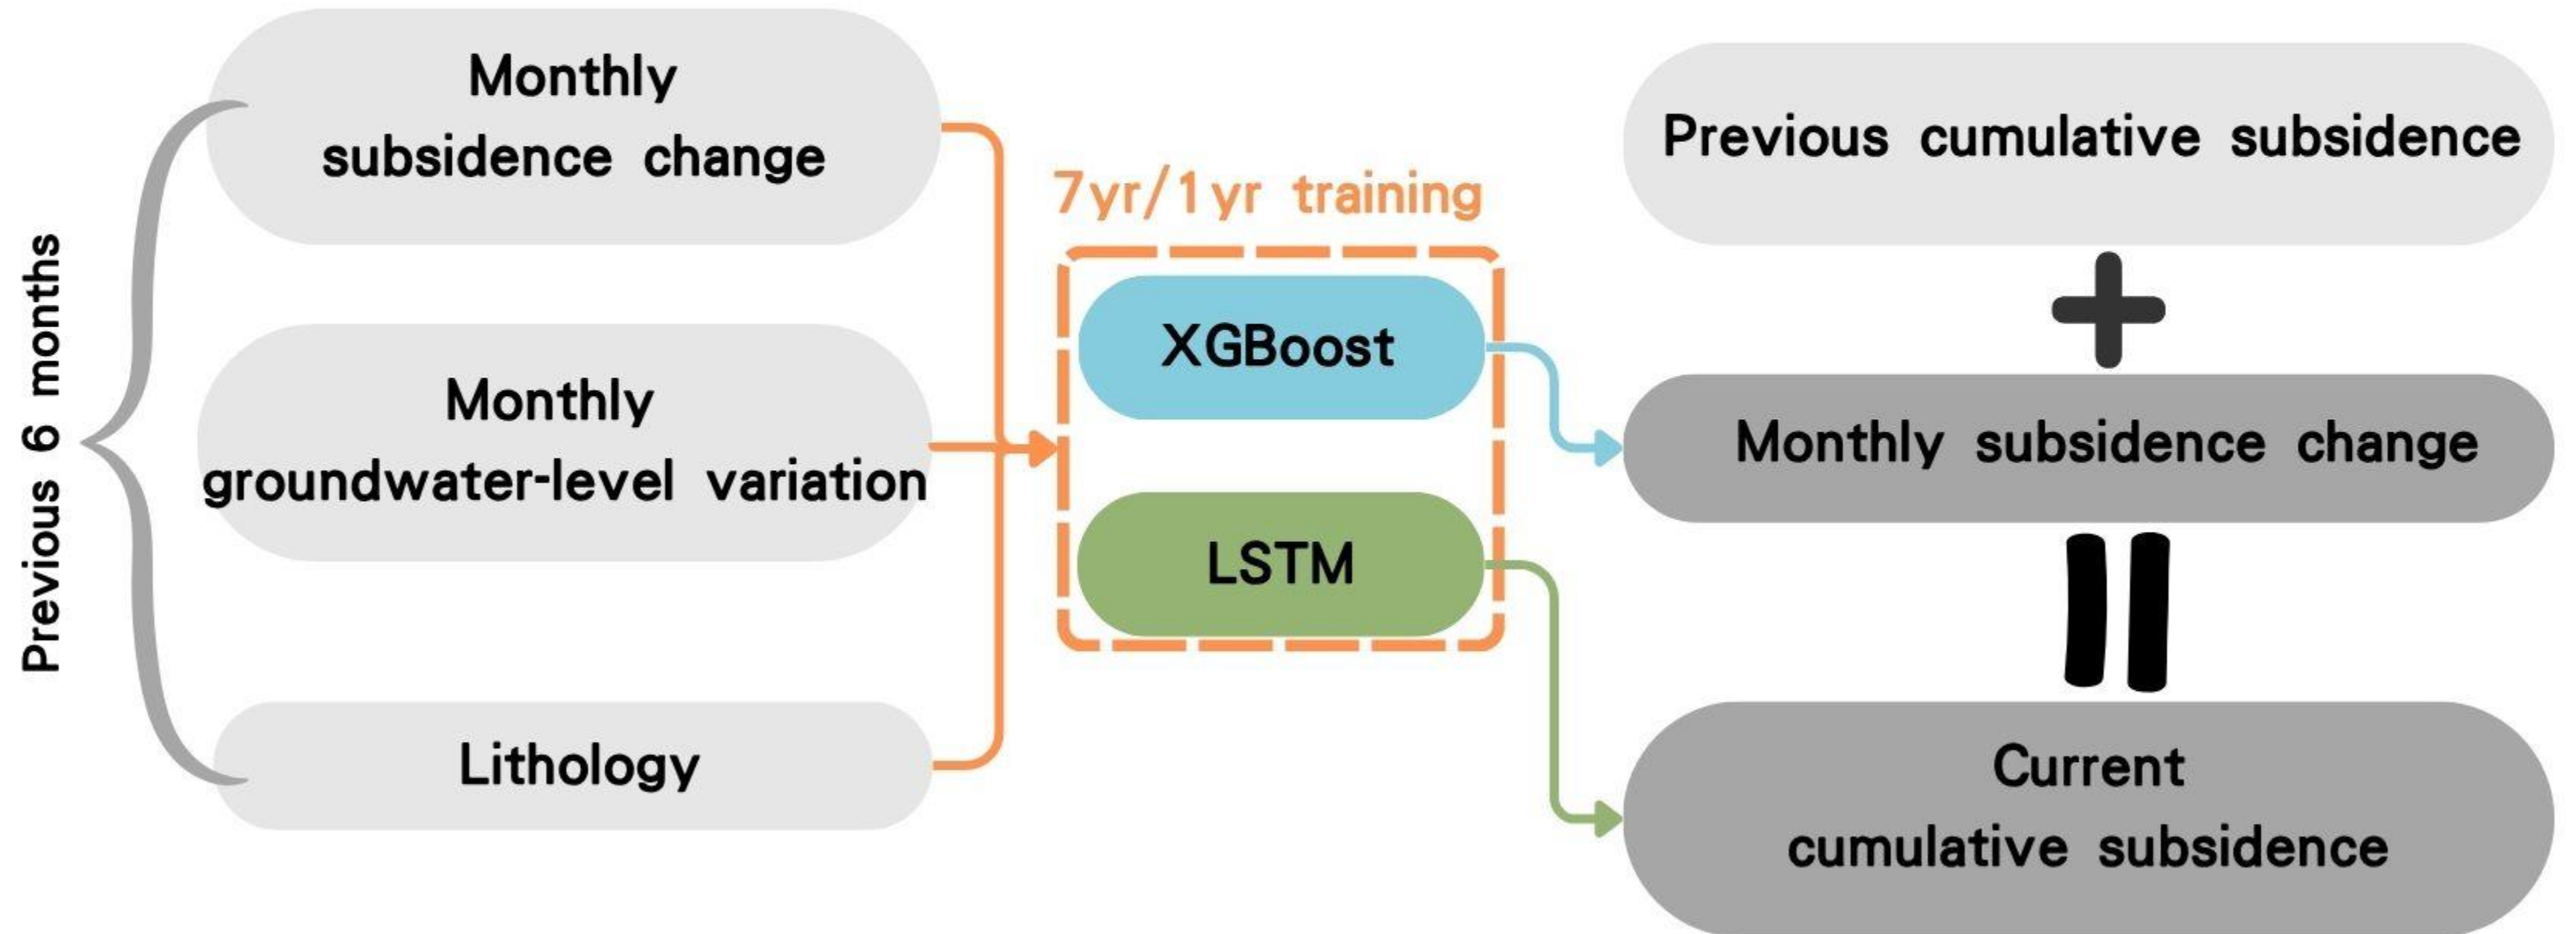 Previous 6 months
Monthly
subsidence change
Monthly
groundwater-level variation
Lithology
7yr/1yr training
XGBoost
LSTM
Previous cumulative subsidence
+
Monthly subsidence change
=
Current
cumulative subsidence